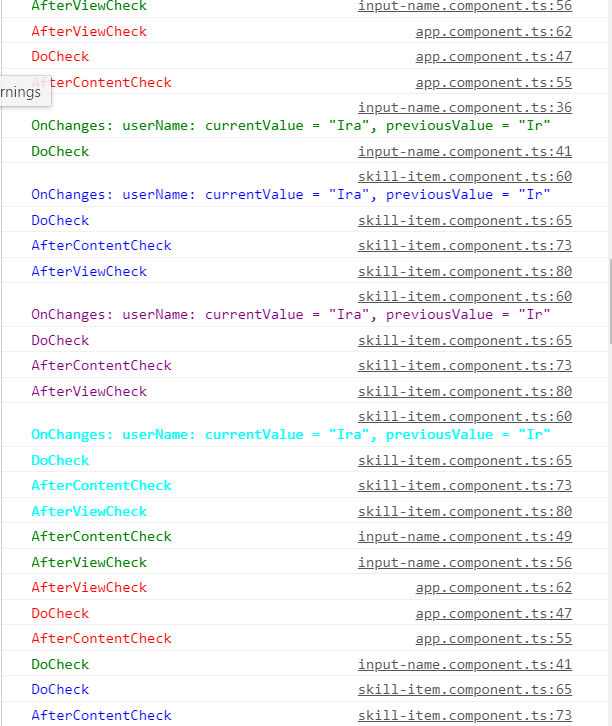 AfterViewCheck input-name.component.ts:56
AfterViewCheck app.component.ts:62
DoCheck app.component.ts:47
AfterContentCheck app.component.ts:55
rnings
input-name.component.ts:36
OnChanges: userName: currentValue = "Ira", previousValue = "Ir"
DoCheck input-name.component.ts:41
skill-item.component.ts:60
OnChanges: userName: currentValue = "Ira", previousValue = "Ir"
DoCheck skill-item.component.ts:65
AfterContentCheck skill-item.component.ts:73
AfterViewCheck skill-item.component.ts:80
skill-item.component.ts:60
OnChanges: userName: currentValue = "Ira", previousValue = "Ir"
DoCheck skill-item.component.ts:65
AfterContentCheck skill-item.component.ts:73
AfterViewCheck skill-item.component.ts:80
skill-item.component.ts:60
OnChanges: userName: currentValue = "Ira", previousValue = "Ir"
DoCheck skill-item.component.ts:65
AfterContentCheck skill-item.component.ts:73
AfterViewCheck skill-item.component.ts:80
AfterContentCheck input-name.component.ts:49
AfterViewCheck input-name.component.ts:56
AfterViewCheck app.component.ts:62
DoCheck app.component.ts:47
AfterContentCheck app.component.ts:55
DoCheck input-name.component.ts:41
DoCheck skill-item.component.ts:65
AfterContentCheck skill-item.component.ts:73